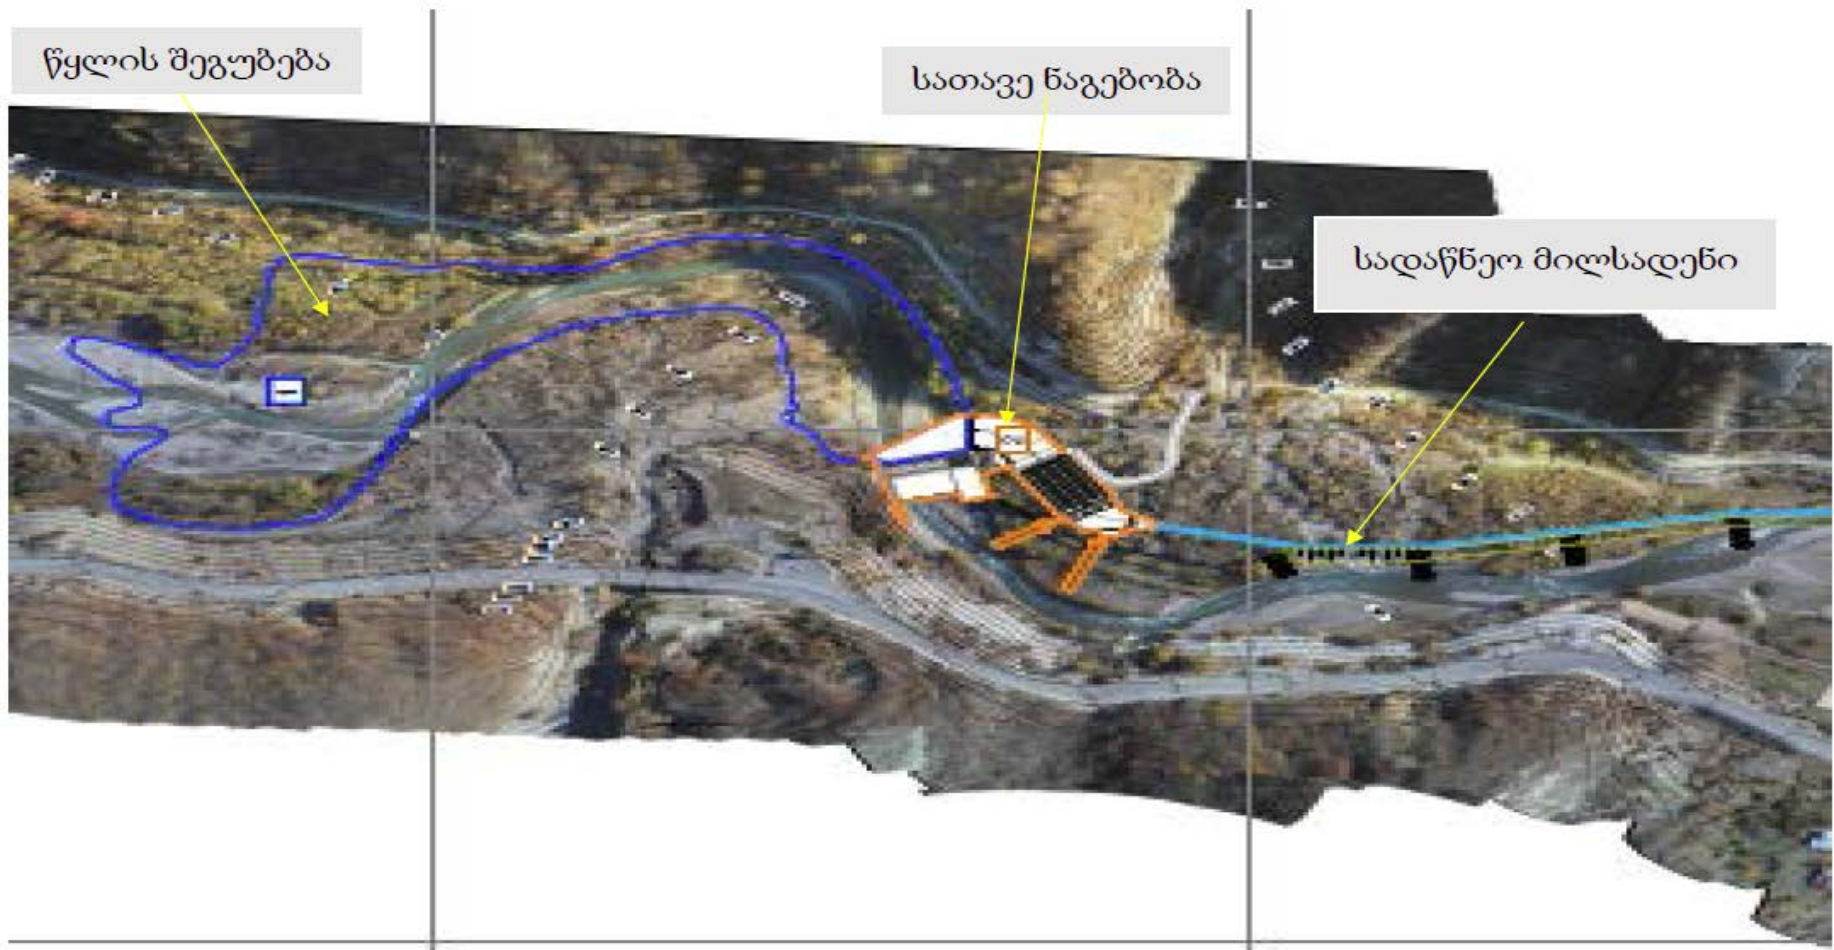 წყლის შეგუბება
სათავე ნაგებობა
სადაწნეო მილსადენი